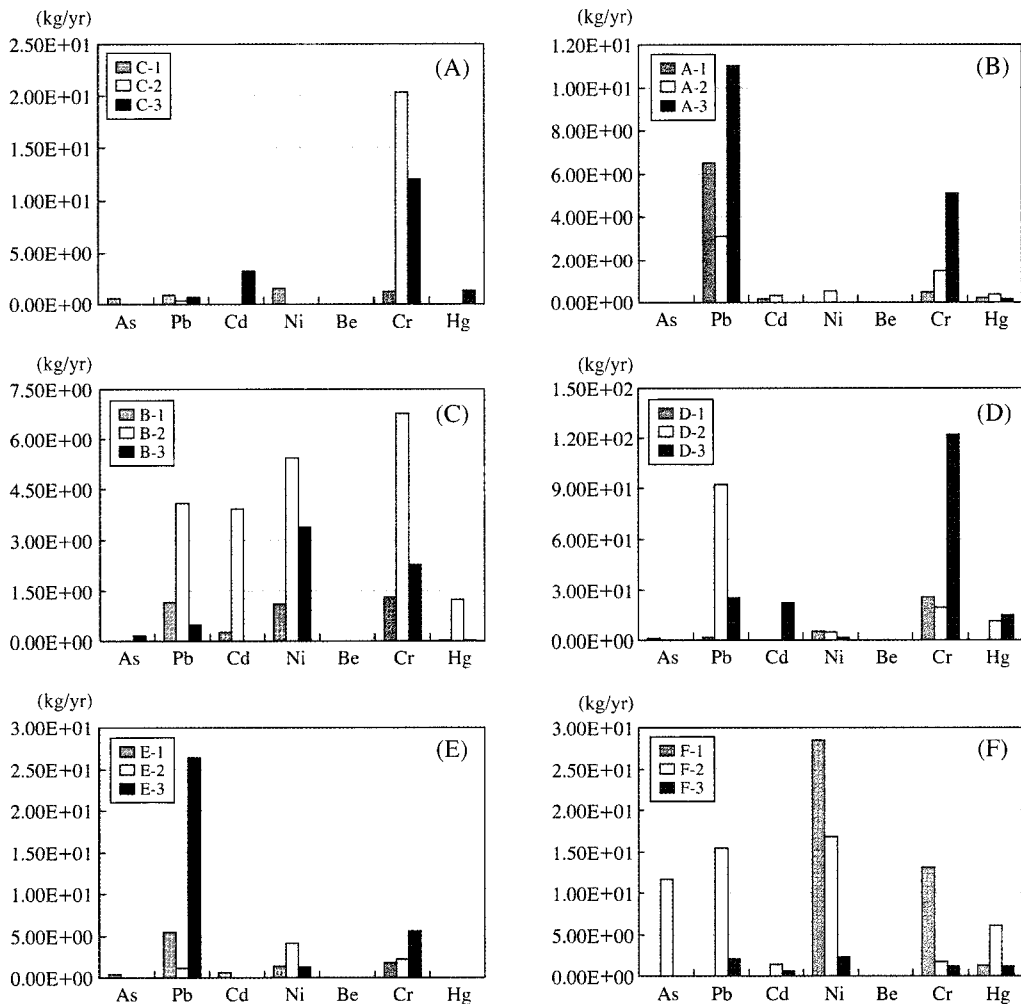 (kg/yr)
2.50E+01
2.00E+01
1.50E+01
1.00E+01
5.00E+00
0.00E+00
C-1
C-2
C-3
(A)
As Pb Cd Ni Be Cr Hg
(kg/yr)
1.20E+01
1.00E+01
8.00E+00
6.00E+00
4.00E+00
2.00E+00
0.00E+00
A-1
A-2
A-3
(B)
As Pb Cd Ni Be Cr Hg
(kg/yr)
7.50E+00
6.00E+00
4.50E+00
3.00E+00
1.50E+00
0.00E+00
B-1
B-2
B-3
(C)
As Pb Cd Ni Be Cr Hg
(kg/yr)
1.50E+02
1.20E+02
9.00E+01
6.00E+01
3.00E+01
0.00E+00
D-1
D-2
D-3
(D)
As Pb Cd Ni Be Cr Hg
(kg/yr)
3.00E+01
2.50E+01
2.00E+01
1.50E+01
1.00E+01
5.00E+00
0.00E+00
E-1
E-2
E-3
(E)
As Pb Cd Ni Be Cr Hg
(kg/yr)
3.00E+01
2.50E+01
2.00E+01
1.50E+01
1.00E+01
5.00E+00
0.00E+00
F-1
F-2
F-3
(F)
As Pb Cd Ni Be Cr Hg